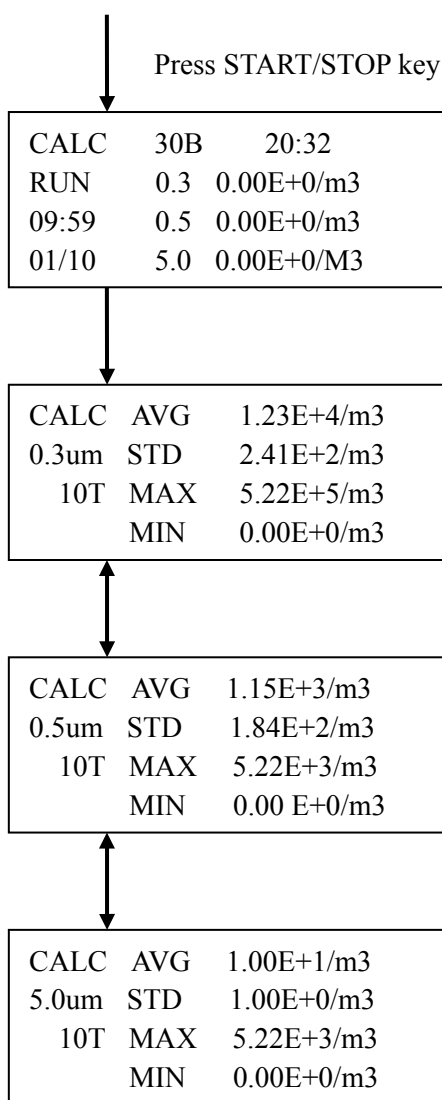 Press START/STOP key
CALC 30B 20:32
RUN 0.3 0.00E+0/m3
09:59 0.5 0.00E+0/m3
01/10 5.0 0.00E+0/M3
CALC AVG 1.23E+4/m3
0.3um STD 2.41E+2/m3
10T MAX 5.22E+5/m3
MIN 0.00E+0/m3
CALC AVG 1.15E+3/m3
0.5um STD 1.84E+2/m3
10T MAX 5.22E+3/m3
MIN 0.00 E+0/m3
CALC AVG 1.00E+1/m3
5.0um STD 1.00E+0/m3
10T MAX 5.22E+3/m3
MIN 0.00E+0/m3